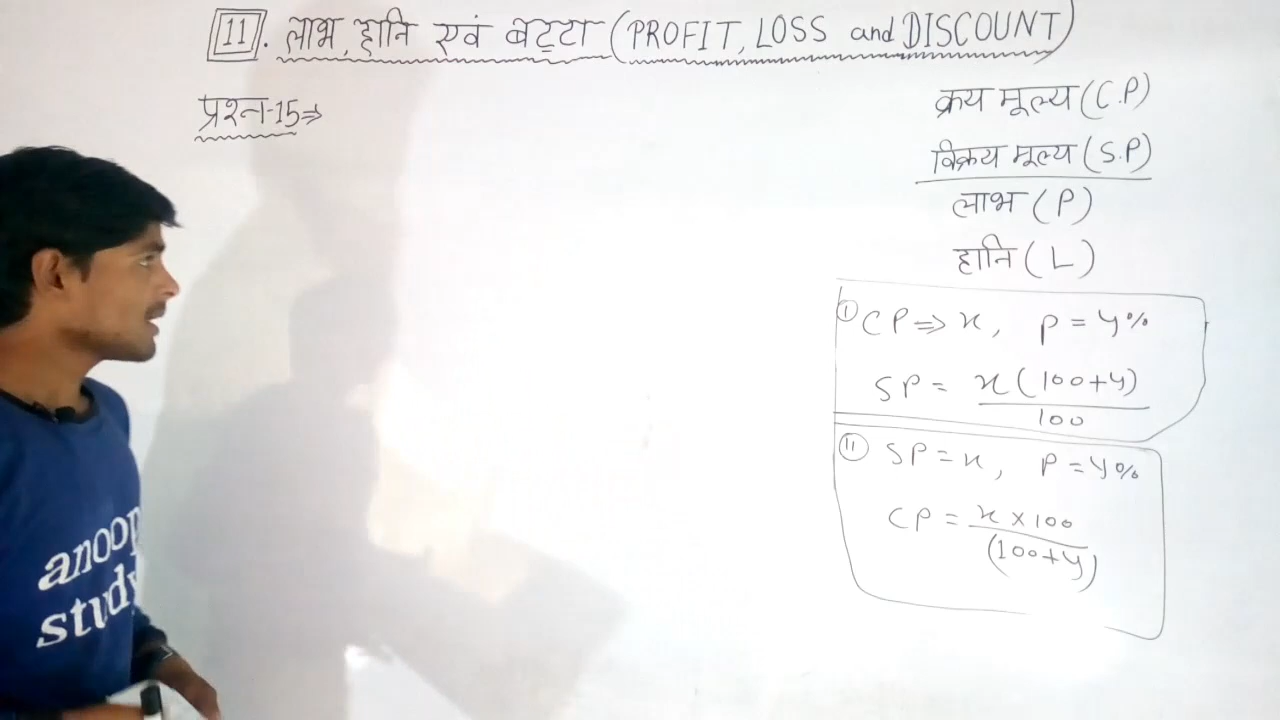 11. लाभ, हानि एवं बट्टा (PROFIT, LOSS and DISCOUNT)
प्रश्न-15⇒
क्रय मूल्य (C.P)
विक्रय मूल्य (S.P)
लाभ (P)
हानि (L)
① CP ⇒ x, P = y%
SP = x(100+y)
100
② SP = x, P = y%
CP = x × 100
(100+y)
anoop
study